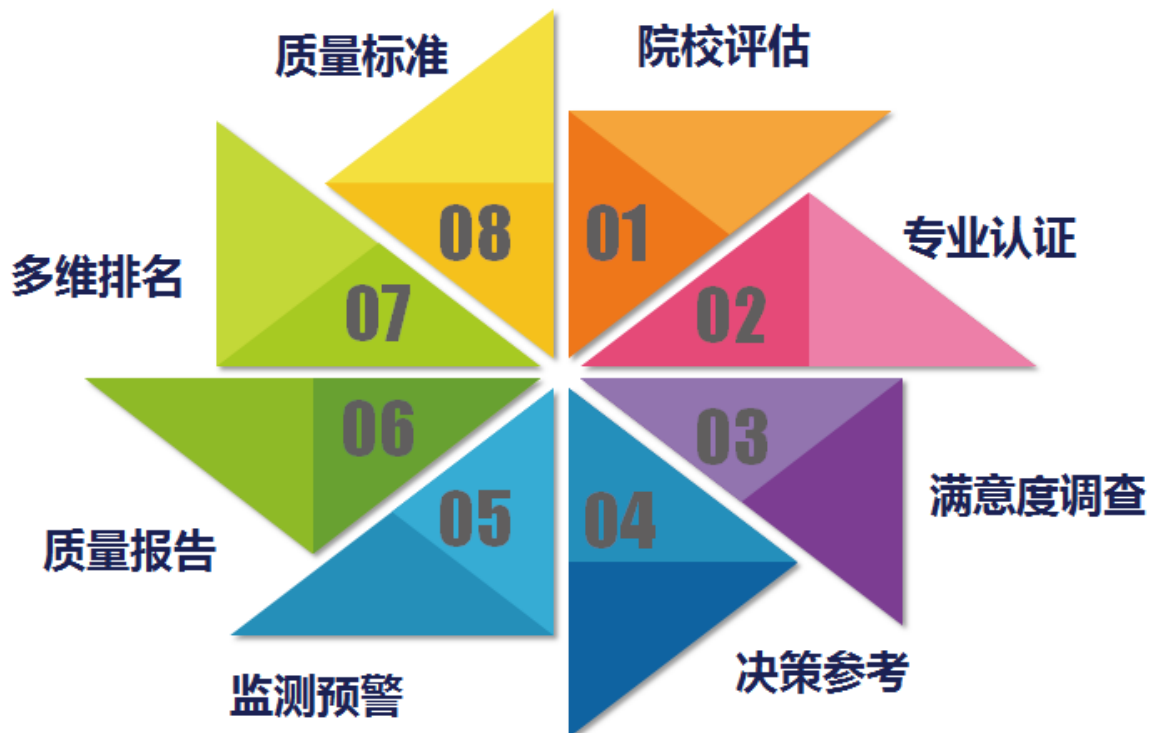 院校评估
01
专业认证
02
满意度调查
03
决策参考
04
监测预警
05
质量报告
06
多维排名
07
质量标准
08